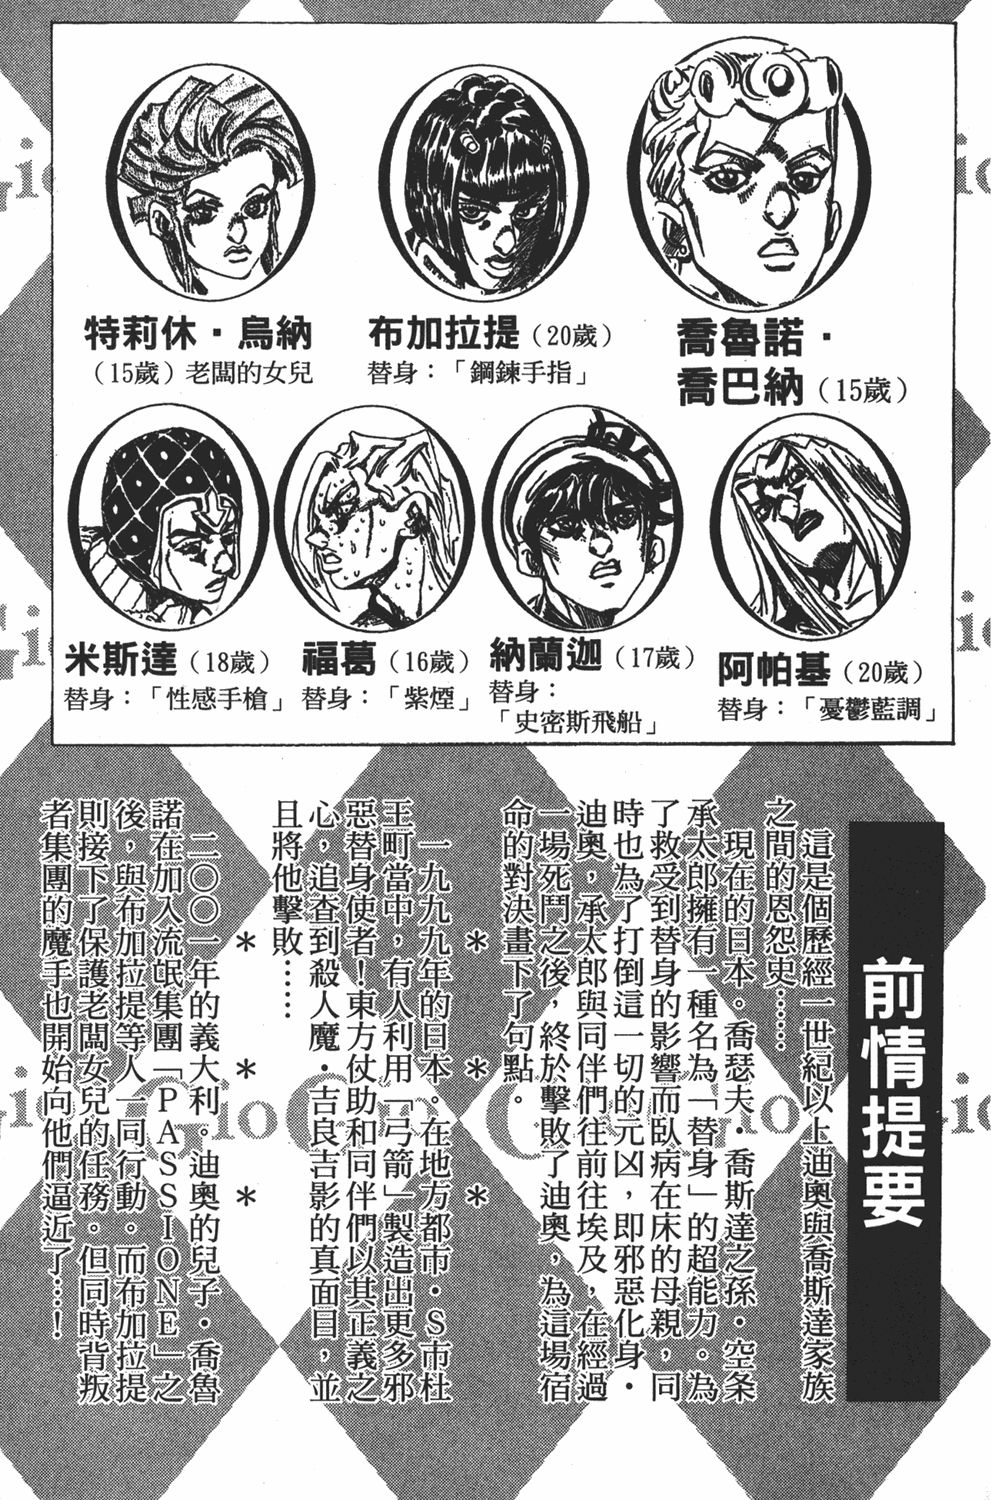 喬魯諾・
喬巴納（15歲）
布加拉提（20歲）
替身：「鋼鍊手指」
特莉休・烏納
（15歲）老闆的女兒
阿帕基（20歲）
替身：「憂鬱藍調」
納蘭迦（17歲）
替身：
「史密斯飛船」
福葛（16歲）
替身：「紫煙」
米斯達（18歲）
替身：「性感手槍」
前情提要
這是個歷經一世紀以上迪奧與喬斯達家族
之間的恩怨史……
現在的日本。喬瑟夫・喬斯達之孫・空条
承太郎擁有一種名為「替身」的超能力。為
了救受到替身的影響而臥病在床的母親，同
時也為了打倒這一切的元凶，即邪惡化身・
迪奧，承太郎與同伴們往前往埃及，在經過
一場死鬥之後，終於擊敗了迪奧，為這場宿
命的對決畫下了句點。
＊ ＊ ＊
一九九九年的日本。在地方都市・Ｓ市杜
王町當中，有人利用「弓箭」製造出更多邪
惡替身使者！東方仗助和同伴們以其正義之
心，追查到殺人魔・吉良吉影的真面目，並
且將他擊敗……
＊ ＊ ＊
二〇〇一年的義大利。迪奧的兒子・喬魯
諾在加入流氓集團「ＰＡＳＳＩＯＮＥ」之
後，與布加拉提等人一同行動。而布加拉提
則接下了保護老闆女兒的任務。但同時背叛
者集團的魔手也開始向他們逼近了…！